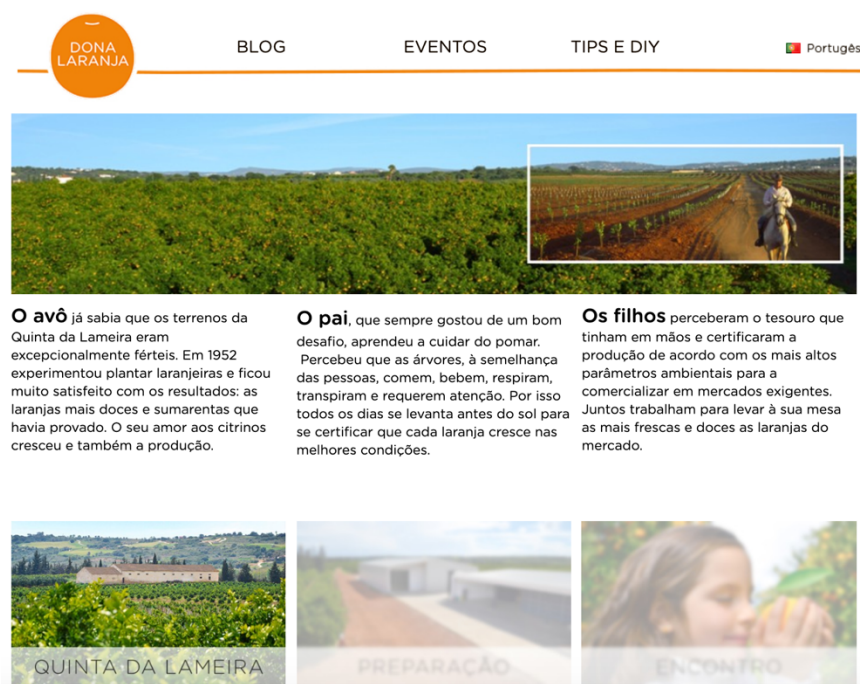 DONA
LARANJA
BLOG
EVENTOS
TIPS E DIY
Portugês
O avô já sabia que os terrenos da
Quinta da Lameira eram
excepcionalmente férteis. Em 1952
experimentou plantar laranjeiras e ficou
muito satisfeito com os resultados: as
laranjas mais doces e sumarentas que
havia provado. O seu amor aos citrinos
cresceu e também a produção.
O pai, que sempre gostou de um bom
desafio, aprendeu a cuidar do pomar.
Percebeu que as árvores, à semelhança
das pessoas, comem, bebem, respiram,
transpiram e requerem atenção. Por isso
todos os dias se levanta antes do sol para
se certificar que cada laranja cresce nas
melhores condições.
Os filhos perceberam o tesouro que
tinham em mãos e certificaram a
produção de acordo com os mais altos
parâmetros ambientais para a
comercializar em mercados exigentes.
Juntos trabalham para levar à sua mesa
as mais frescas e doces as laranjas do
mercado.
QUINTA DA LAMEIRA
PREPARAÇÃO
ENCONTRO